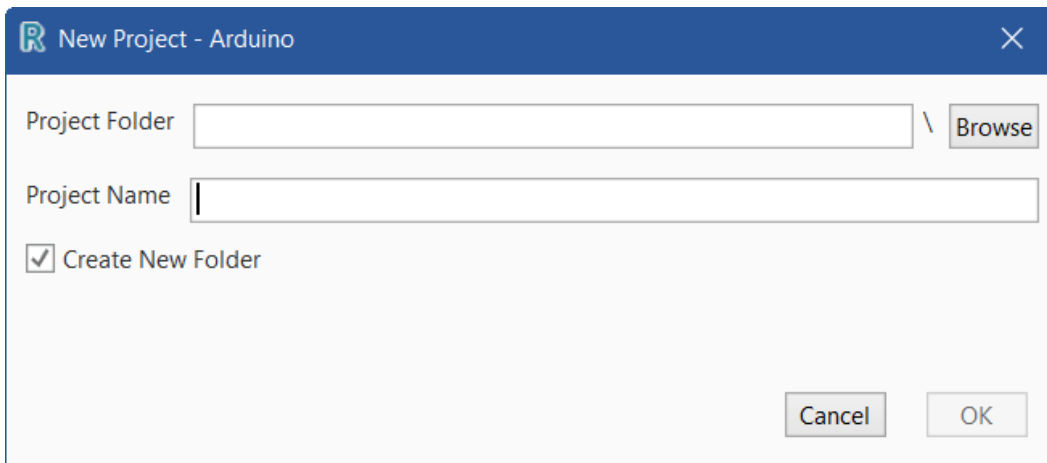 R New Project - Arduino
Project Folder \ Browse
Project Name
Create New Folder
Cancel OK